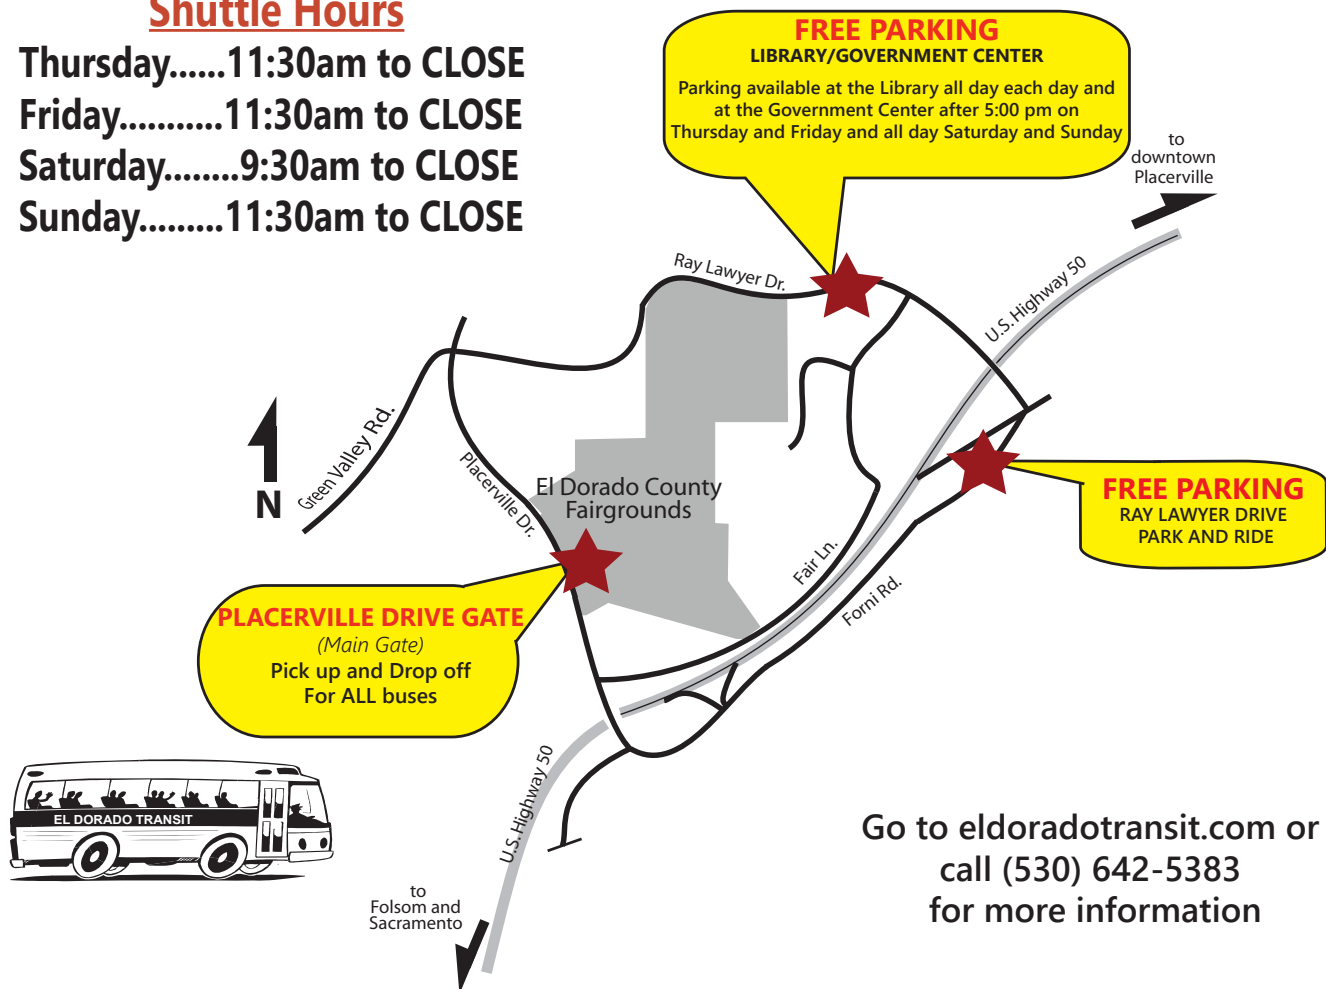 Shuttle Hours
Thursday......11:30am to CLOSE
Friday...........11:30am to CLOSE
Saturday........9:30am to CLOSE
Sunday.........11:30am to CLOSE
FREE PARKING
LIBRARY/GOVERNMENT CENTER
Parking available at the Library all day each day and
at the Government Center after 5:00 pm on
Thursday and Friday and all day Saturday and Sunday
to
downtown
Placerville
Ray Lawyer Dr.
U.S. Highway 50
Green Valley Rd.
N
Placerville Dr.
El Dorado County
Fairgrounds
FREE PARKING
RAY LAWYER DRIVE
PARK AND RIDE
Fair Ln.
Forni Rd.
PLACERVILLE DRIVE GATE
(Main Gate)
Pick up and Drop off
For ALL buses
U.S. Highway 50
EL DORADO TRANSIT
to
Folsom and
Sacramento
Go to eldoradotransit.com or
call (530) 642-5383
for more information